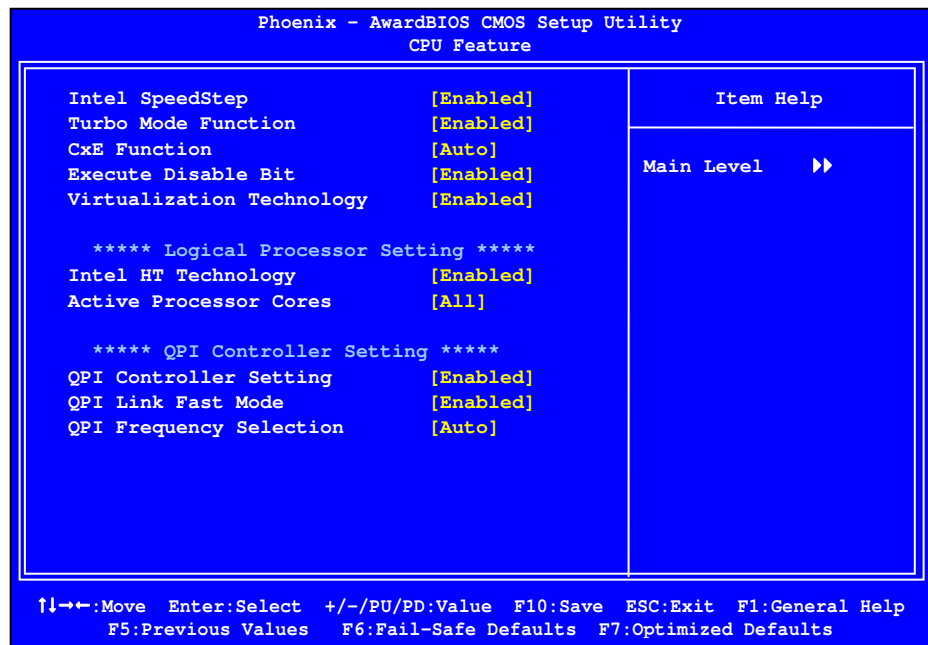 Phoenix - AwardBIOS CMOS Setup Utility
CPU Feature
Intel SpeedStep [Enabled]
Turbo Mode Function [Enabled]
CxE Function [Auto]
Execute Disable Bit [Enabled]
Virtualization Technology [Enabled]
***** Logical Processor Setting *****
Intel HT Technology [Enabled]
Active Processor Cores [All]
***** QPI Controller Setting *****
QPI Controller Setting [Enabled]
QPI Link Fast Mode [Enabled]
QPI Frequency Selection [Auto]
Item Help
Main Level
↑↓→←:Move Enter:Select +/-/PU/PD:Value F10:Save ESC:Exit F1:General Help
F5:Previous Values F6:Fail-Safe Defaults F7:Optimized Defaults